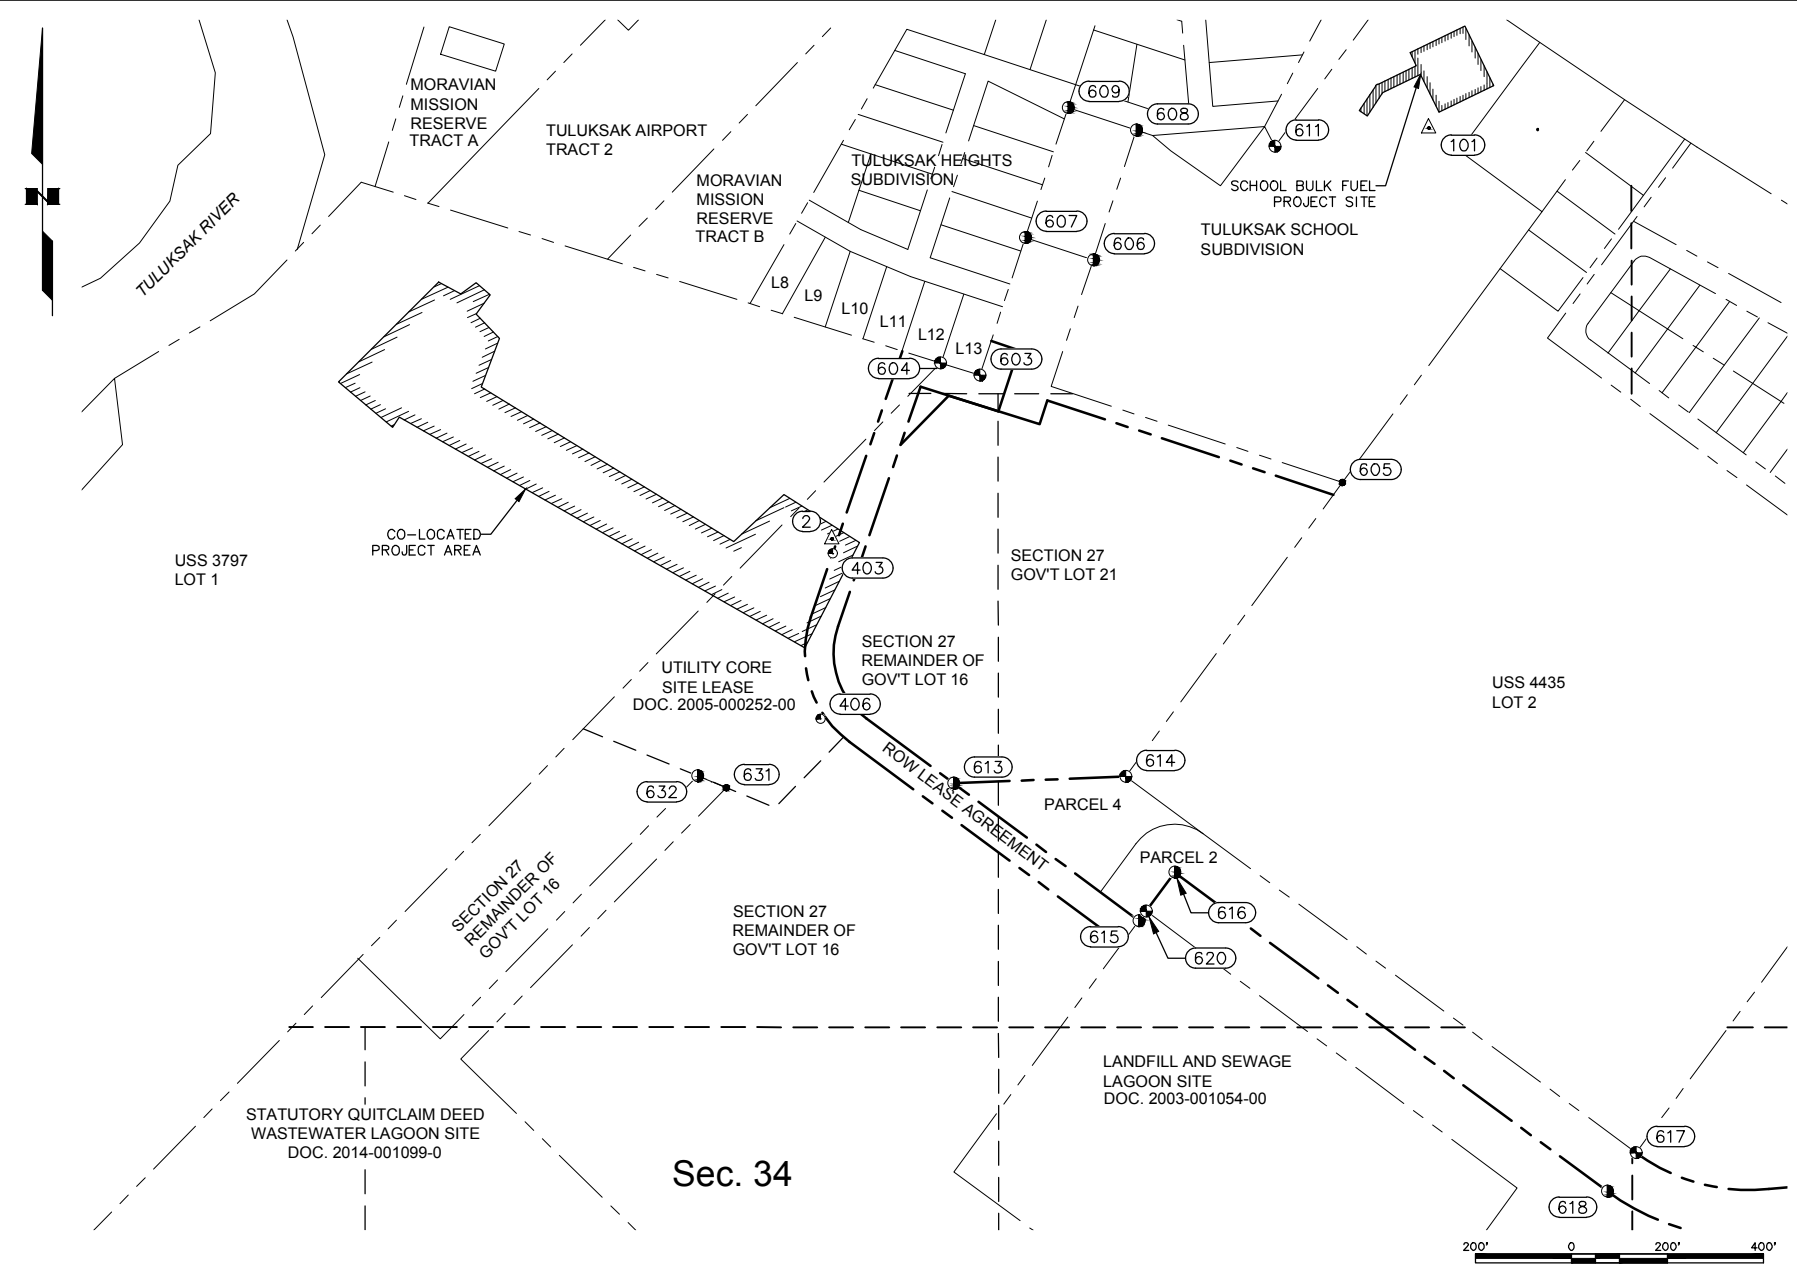 MORAVIAN
MISSION
RESERVE
TRACT A
TULUKSAK AIRPORT
TRACT 2
MORAVIAN
MISSION
RESERVE
TRACT B
TULUKSAK HEIGHTS
SUBDIVISION
609
608
611
101
SCHOOL BULK FUEL
PROJECT SITE
TULUKSAK SCHOOL
SUBDIVISION
607
606
N
TULUKSAK RIVER
L8
L9
L10
L11
L12
L13
603
604
605
CO-LOCATED
PROJECT AREA
2
403
USS 3797
LOT 1
SECTION 27
GOV'T LOT 21
SECTION 27
REMAINDER OF
GOV'T LOT 16
UTILITY CORE
SITE LEASE
DOC. 2005-000252-00
406
USS 4435
LOT 2
ROW LEASE AGREEMENT
613
614
631
632
PARCEL 4
PARCEL 2
616
615
620
SECTION 27
REMAINDER OF
GOV'T LOT 16
SECTION 27
REMAINDER OF
GOV'T LOT 16
LANDFILL AND SEWAGE
LAGOON SITE
DOC. 2003-001054-00
STATUTORY QUITCLAIM DEED
WASTEWATER LAGOON SITE
DOC. 2014-001099-0
Sec. 34
617
618
200' 0 200' 400'